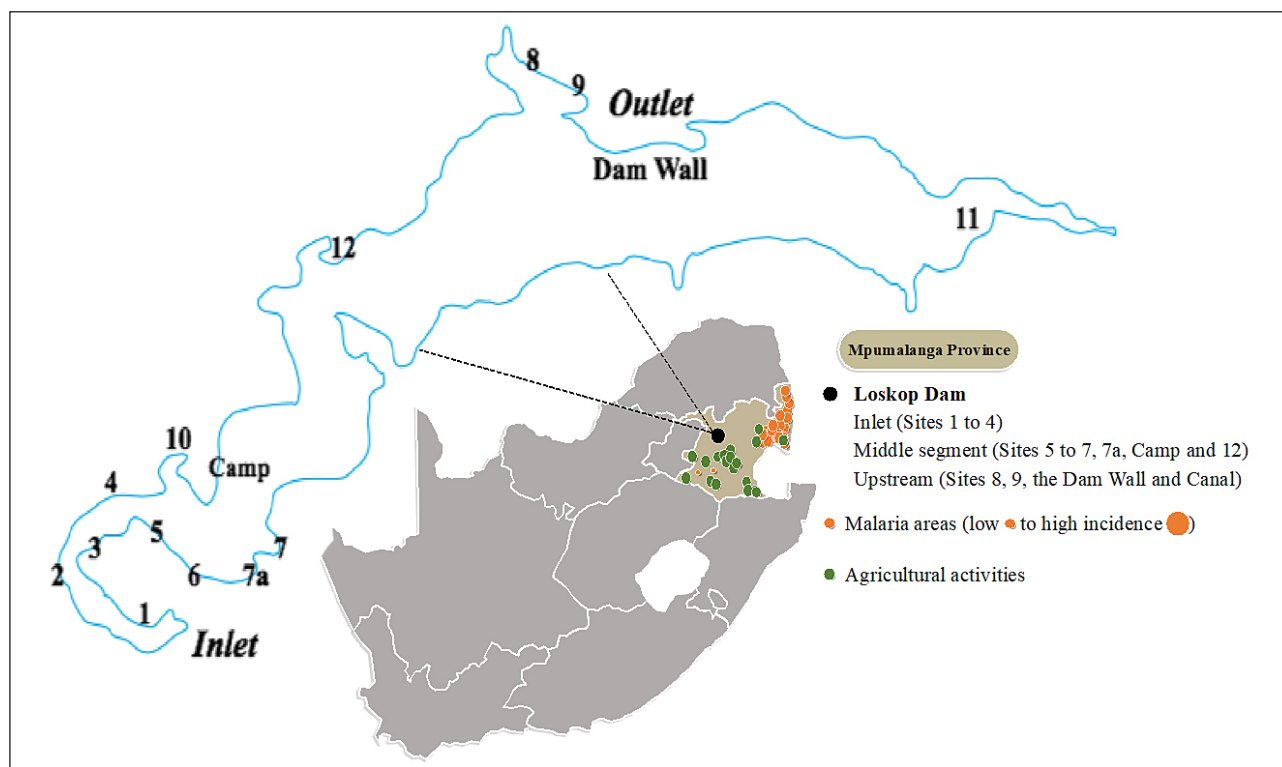 8
9
Outlet
Dam Wall
11
12
10
Camp
4
3
5
2
6
7a
7
1
Inlet
Mpumalanga Province
Loskop Dam
Inlet (Sites 1 to 4)
Middle segment (Sites 5 to 7, 7a, Camp and 12)
Upstream (Sites 8, 9, the Dam Wall and Canal)
Malaria areas (low to high incidence )
Agricultural activities